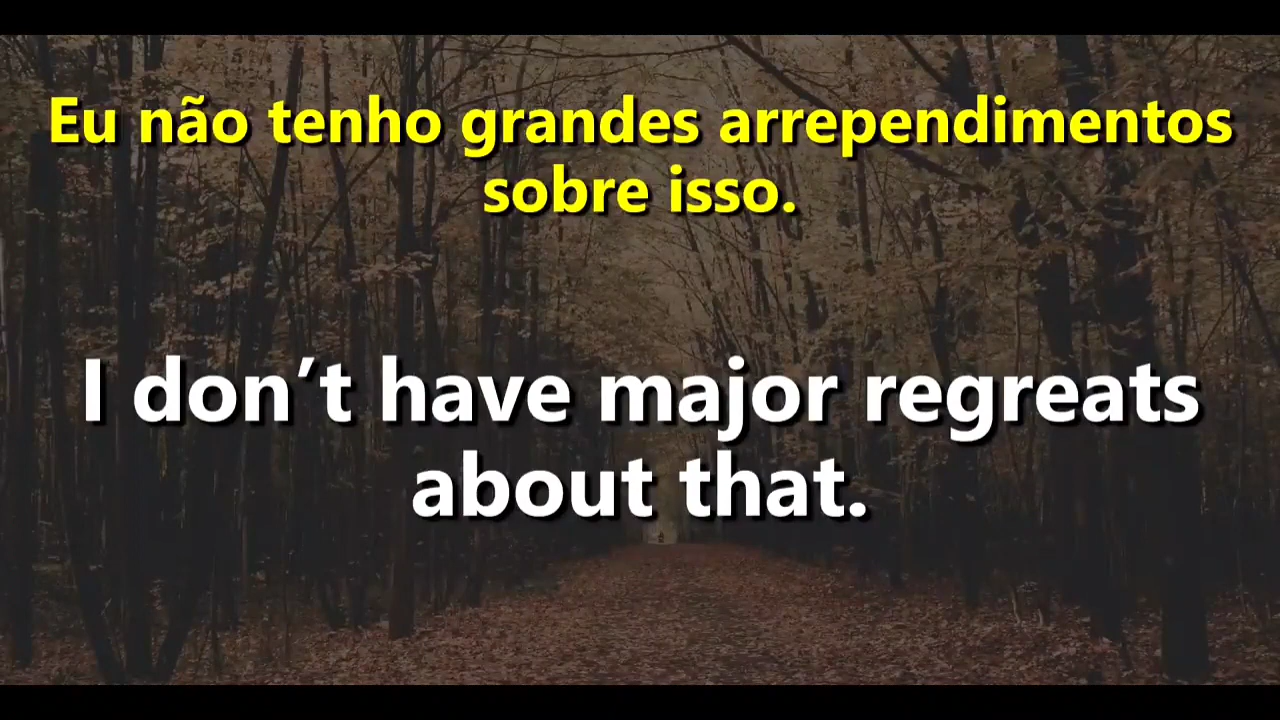 Eu não tenho grandes arrependimentos
sobre isso.
I don’t have major regreats
about that.